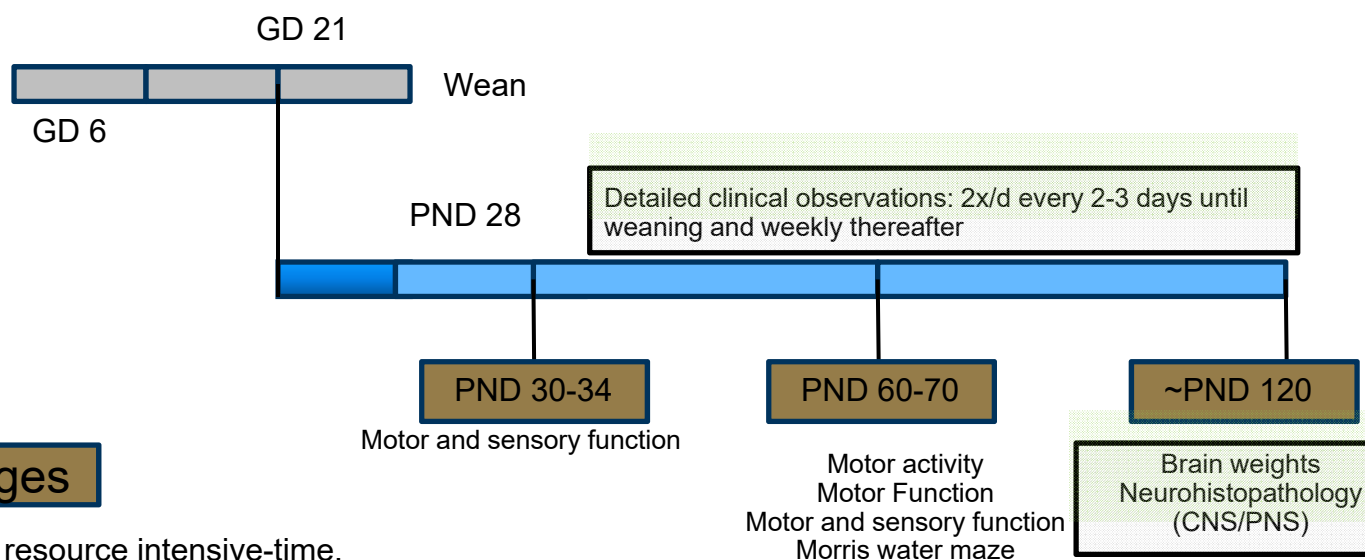 GD 21
Wean
GD 6
Detailed clinical observations: 2x/d every 2-3 days until
weaning and weekly thereafter
PND 28
PND 30-34
PND 60-70
~PND 120
Motor and sensory function
Motor activity
Motor Function
Motor and sensory function
Morris water maze
Brain weights
Neurohistopathology
(CNS/PNS)
ges
resource intensive-time,